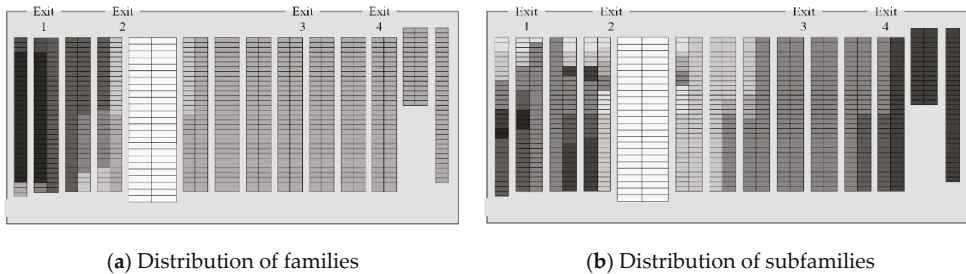 Exit Exit Exit Exit
1 2 3 4
Exit Exit Exit Exit
1 2 3 4
(a) Distribution of families
(b) Distribution of subfamilies